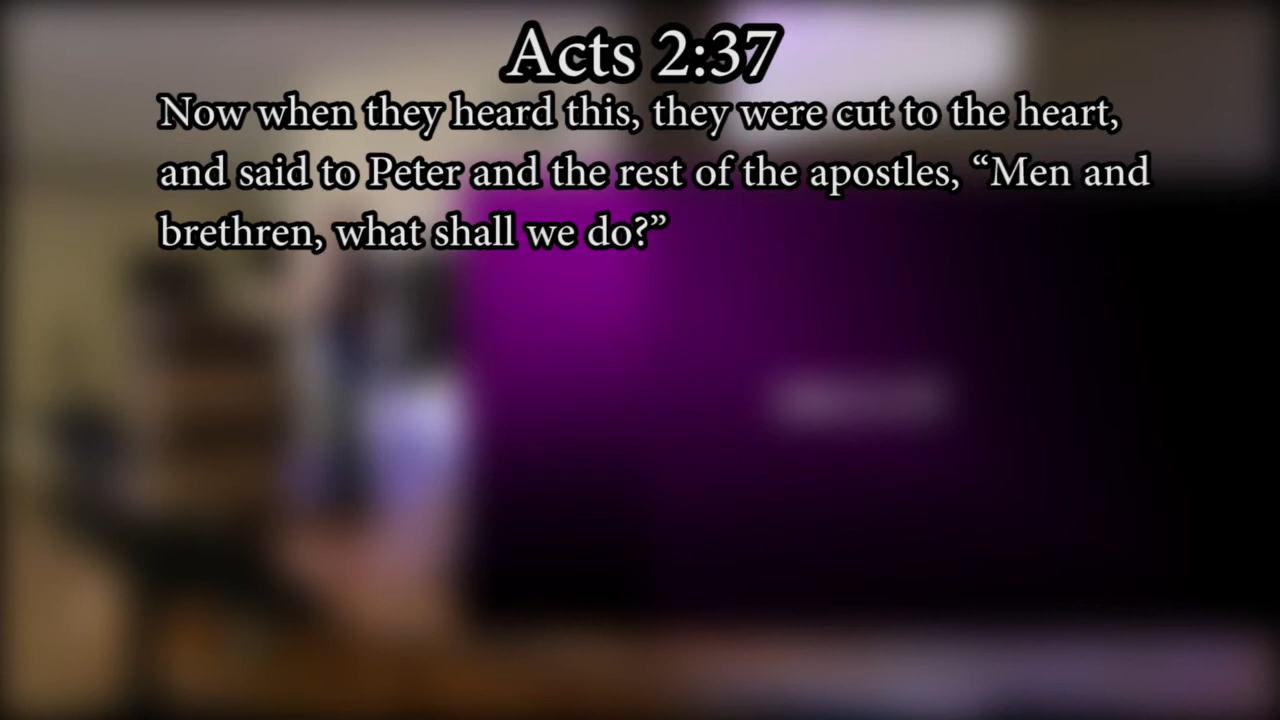 Acts 2:37
Now when they heard this, they were cut to the heart,
and said to Peter and the rest of the apostles, “Men and
brethren, what shall we do?”